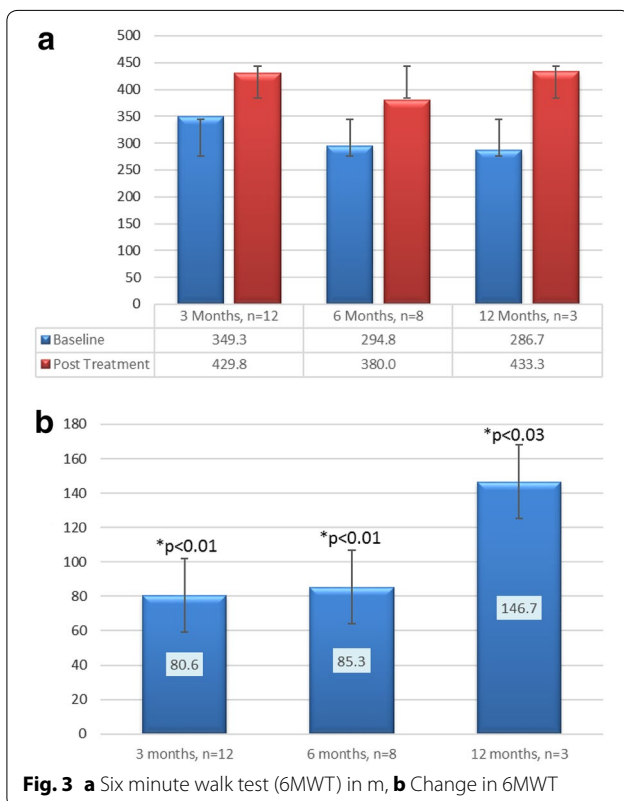 a
500
450
400
350
300
250
200
150
100
50
0
3 Months, n=12 6 Months, n=8 12 Months, n=3
Baseline 349.3 294.8 286.7
Post Treatment 429.8 380.0 433.3
b
180
160
140
120
100
80
60
40
20
0
*p<0.01 *p<0.01 *p<0.03
80.6 85.3 146.7
3 months, n=12 6 months, n=8 12 months, n=3
Fig. 3 a Six minute walk test (6MWT) in m, b Change in 6MWT